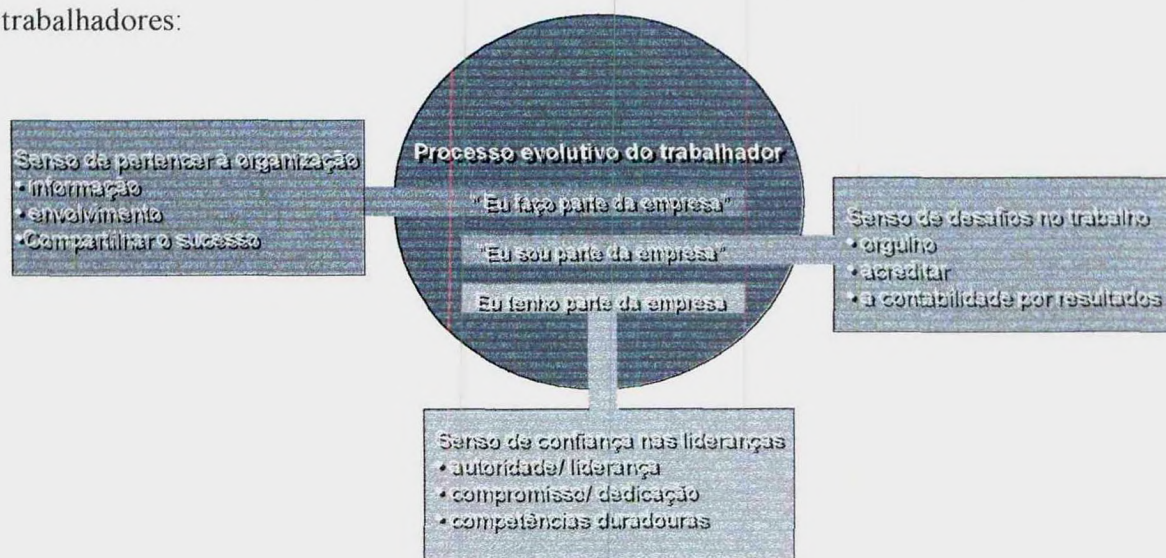 trabalhadores:
Processo evolutivo do trabalhador
Senso de pertencer à organização
• informação
• envolvimento
•Compartilhar o sucesso
"Eu faço parte da empresa"
"Eu sou parte da empresa"
Eu tenho parte da empresa
Senso de desafios no trabalho
• orgulho
• acreditar
• a contabilidade por resultados
Senso de confiança nas lideranças
• autoridade/ liderança
• compromisso/ dedicação
• competências duradouras